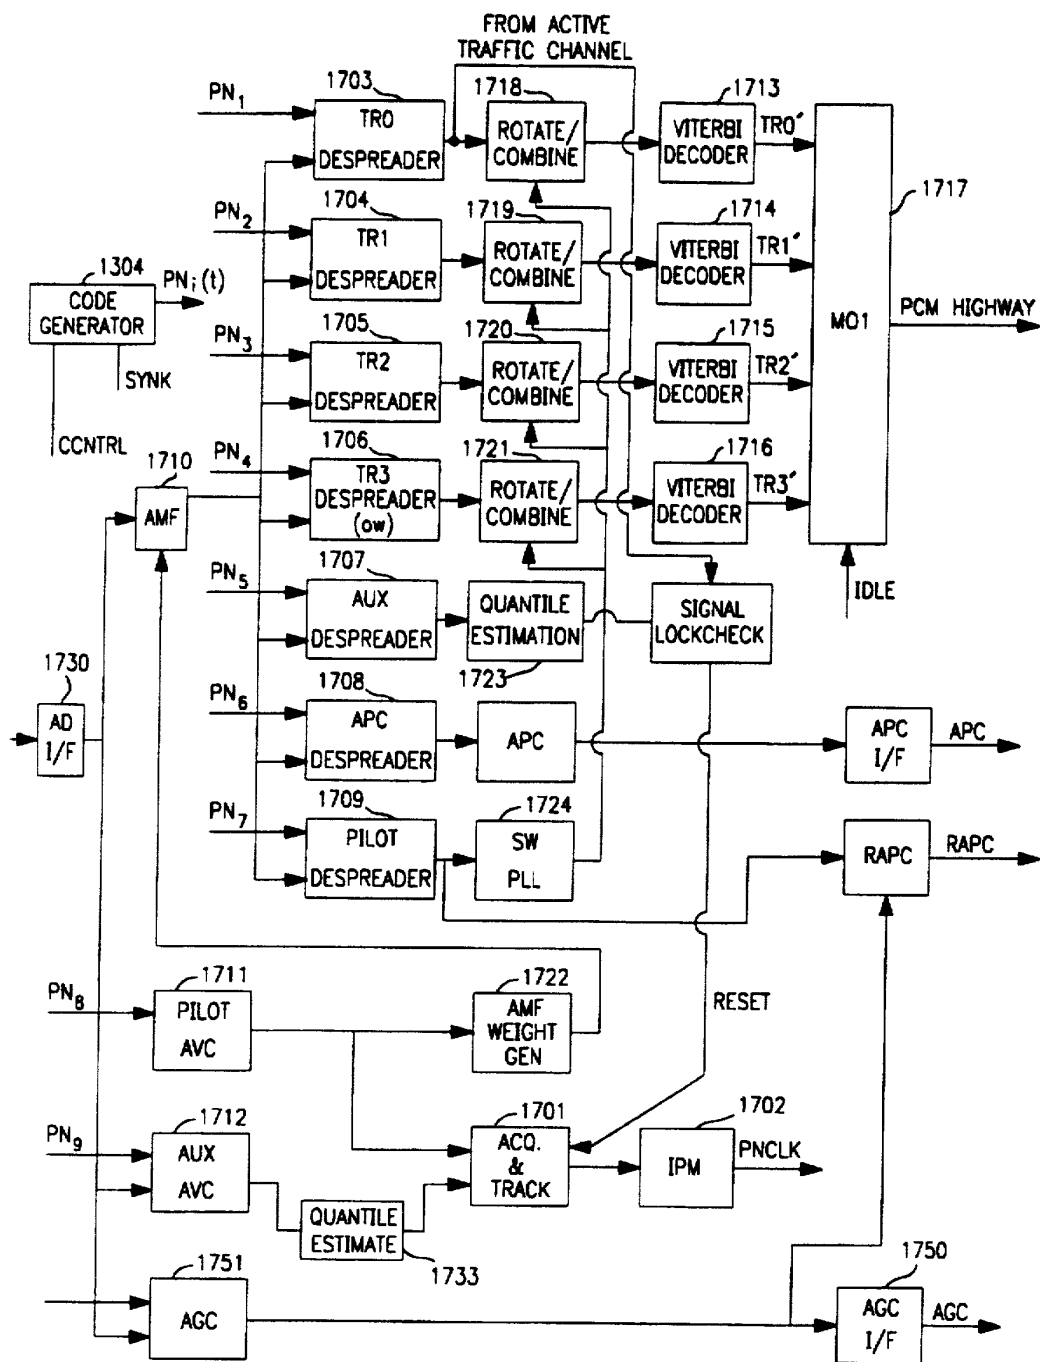 FROM ACTIVE
TRAFFIC CHANNEL
1703
1718
1713
PN1
TR0
DESPREADER
ROTATE/
COMBINE
VITERBI
DECODER
TR0´
1717
1704
1719
1714
PN2
TR1
DESPREADER
ROTATE/
COMBINE
VITERBI
DECODER
TR1´
1304
CODE
GENERATOR
PNi(t)
MO1
PCM HIGHWAY
1705
1720
1715
PN3
TR2
DESPREADER
ROTATE/
COMBINE
VITERBI
DECODER
TR2´
SYNK
CCNTRL
1706
1721
1716
PN4
TR3
DESPREADER
(OW)
ROTATE/
COMBINE
VITERBI
DECODER
TR3´
1710
AMF
1707
PN5
AUX
DESPREADER
QUANTILE
ESTIMATION
1723
SIGNAL
LOCKCHECK
IDLE
1730
AD
I/F
1708
PN6
APC
DESPREADER
APC
APC
I/F
APC
1709
1724
PN7
PILOT
DESPREADER
SW
PLL
RAPC
RAPC
1711
1722
PN8
PILOT
AVC
AMF
WEIGHT
GEN
RESET
1712
1701
1702
PN9
AUX
AVC
ACQ.
&
TRACK
IPM
PNCLK
QUANTILE
ESTIMATE
1733
1751
1750
AGC
AGC
I/F
AGC